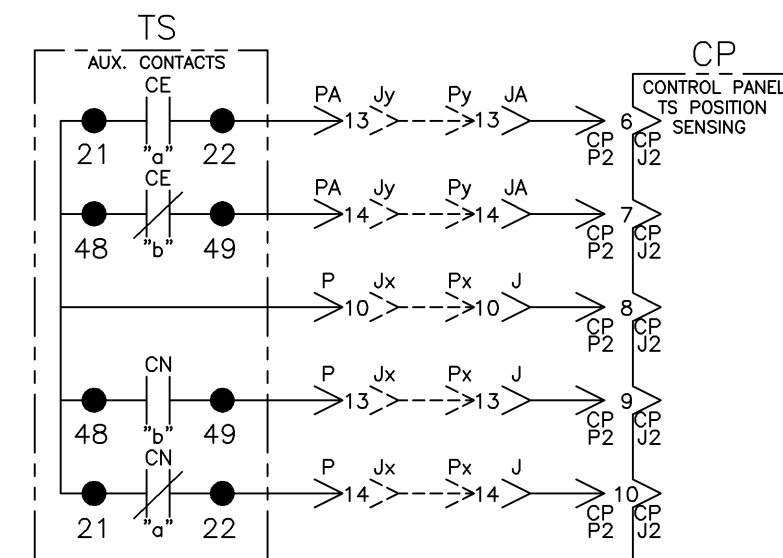 TS
AUX. CONTACTS
CP
CONTROL PANEL
TS POSITION
SENSING
CE
PA Jy Py JA
13 13 6
21 "a" 22
CP CP
P2 J2
CE
PA Jy Py JA
14 14 7
48 "b" 49
CP CP
P2 J2
P Jx Px J
10 10 8
CP CP
P2 J2
CN
P Jx Px J
13 13 9
48 "b" 49
CP CP
P2 J2
CN
P Jx Px J
14 14 10
21 "a" 22
CP CP
P2 J2